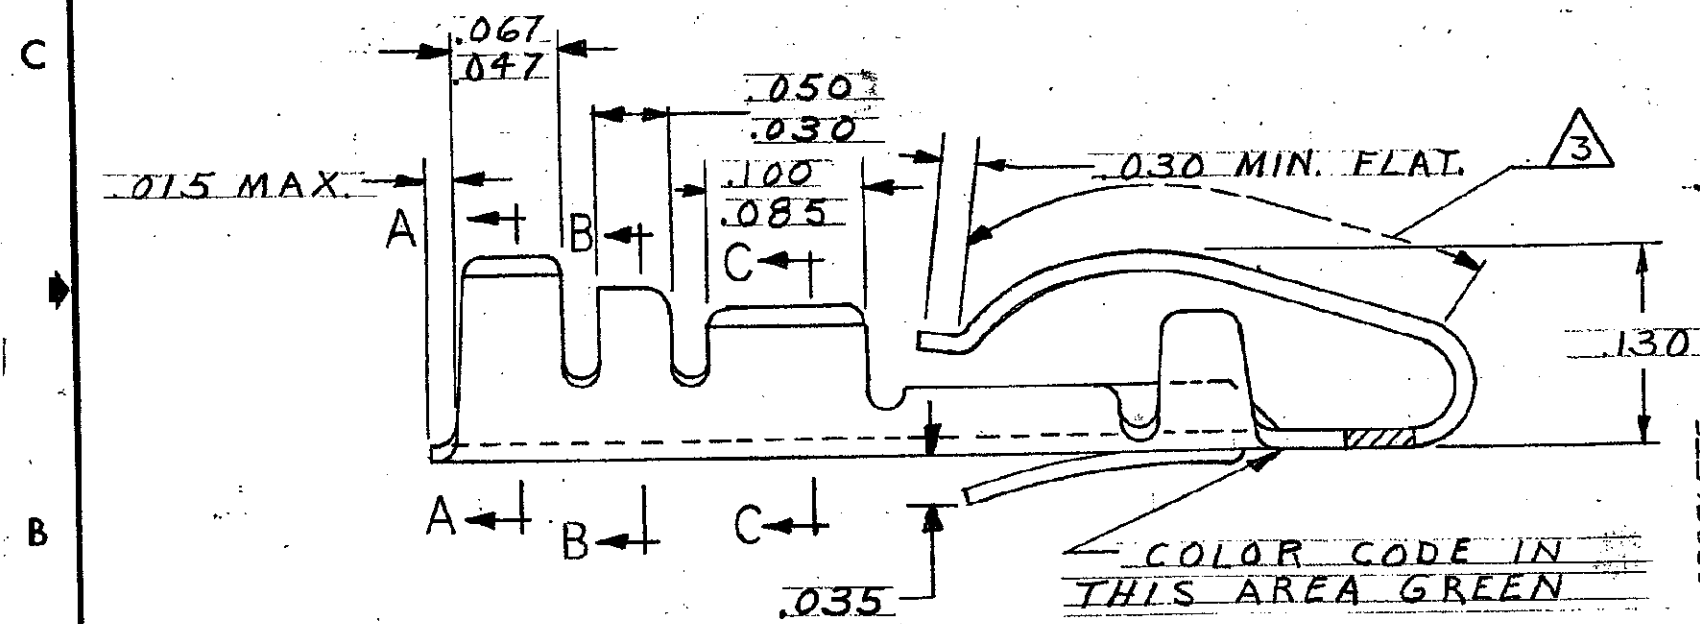 C
.067
.047
.050
.030
.015 MAX.
.100
.085
.030 MIN. FLAT.
3
A
B
C
.130
A
B
C
B
COLOR CODE IN
THIS AREA GREEN
.035